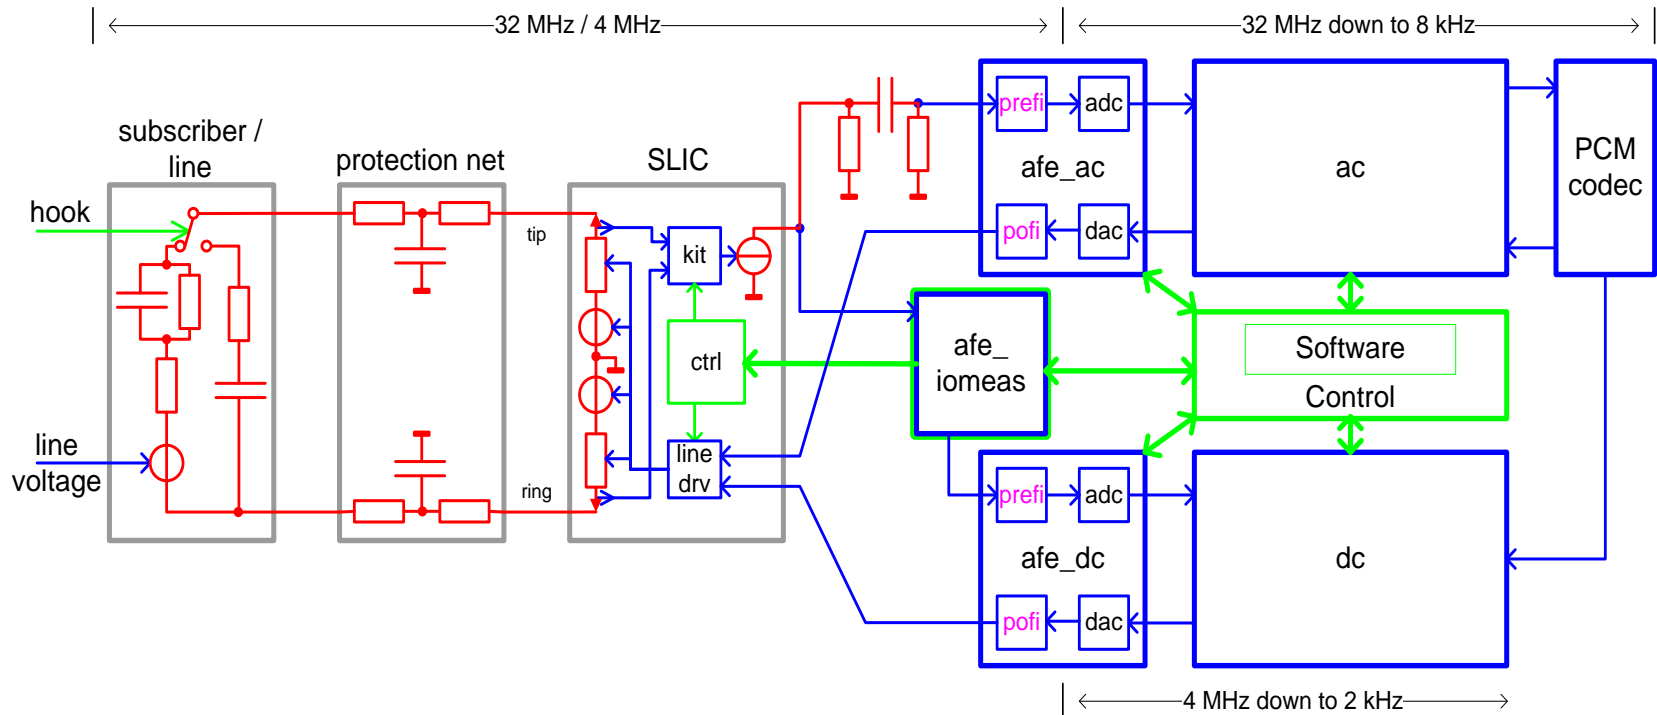 32 MHz / 4 MHz
32 MHz down to 8 kHz
subscriber /
line
protection net
SLIC
prefi
adc
afe_ac
pofi
dac
ac
PCM
codec
hook
tip
kit
ctrl
afe_
iomeas
Software
Control
line
voltage
ring
line
drv
prefi
adc
afe_dc
pofi
dac
dc
4 MHz down to 2 kHz